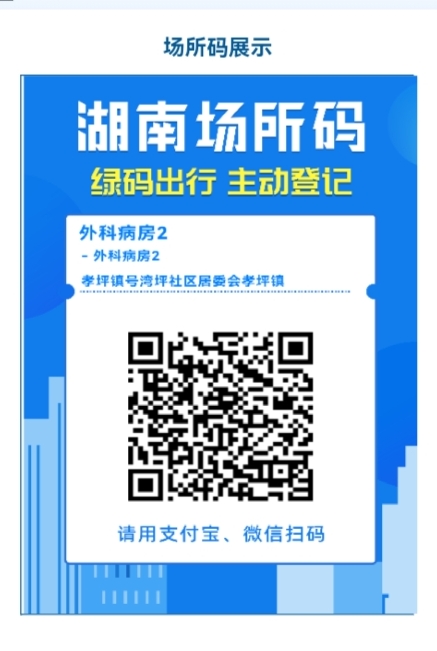 场所码展示
湖南场所码
绿码出行 主动登记
外科病房2
- 外科病房2
孝坪镇号湾坪社区居委会孝坪镇
请用支付宝、微信扫码